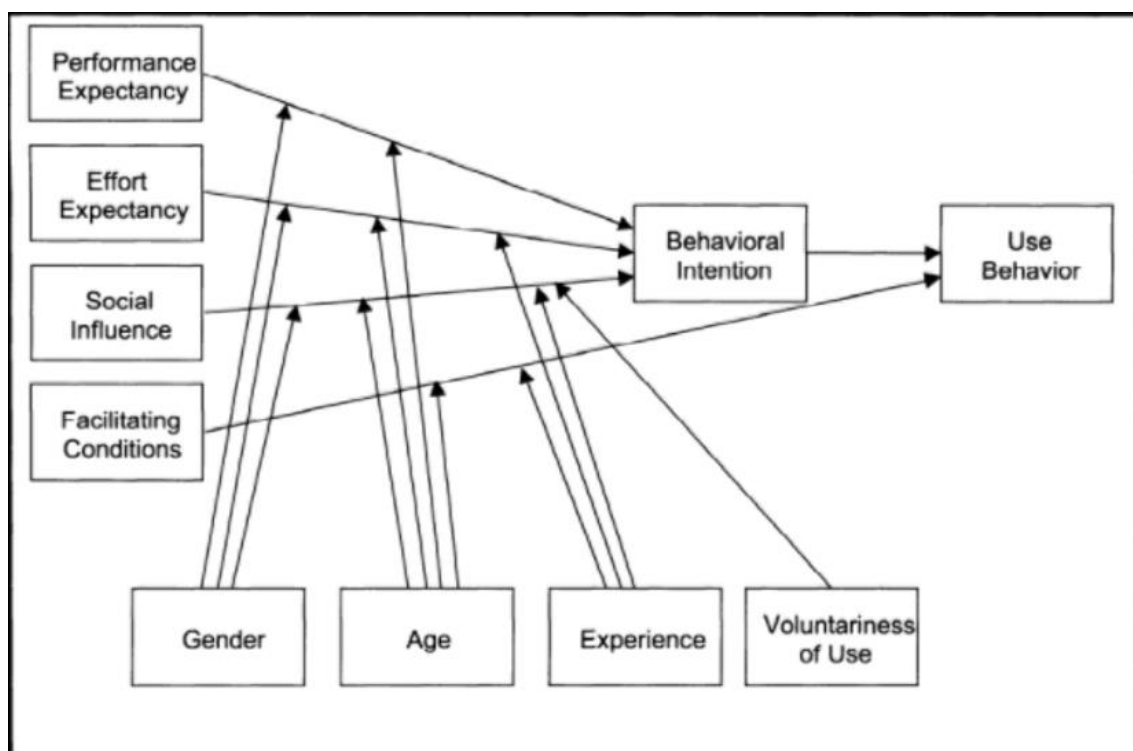 Performance
Expectancy
Effort
Expectancy
Social
Influence
Facilitating
Conditions
Behavioral
Intention
Use
Behavior
Gender
Age
Experience
Voluntariness
of Use